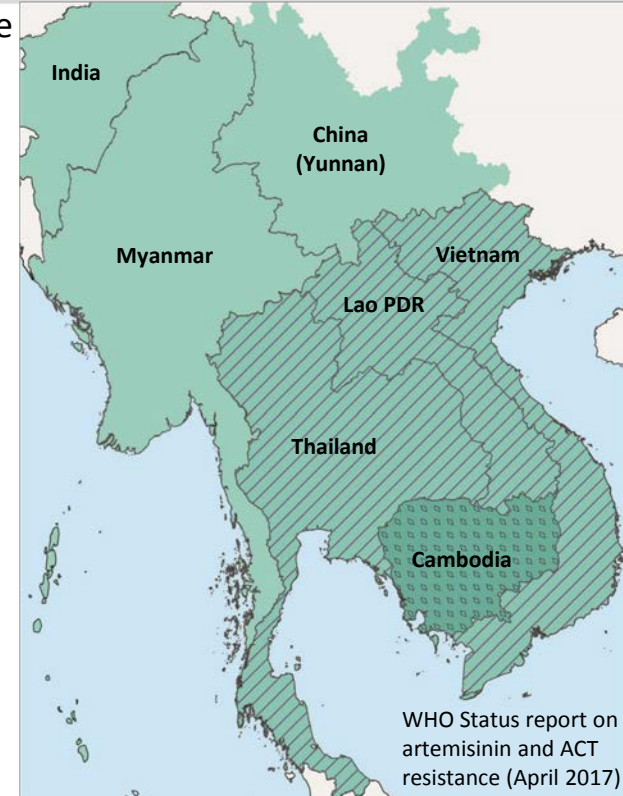 e
India
China
(Yunnan)
Myanmar
Vietnam
Lao PDR
Thailand
Cambodia
WHO Status report on
artemisinin and ACT
resistance (April 2017)